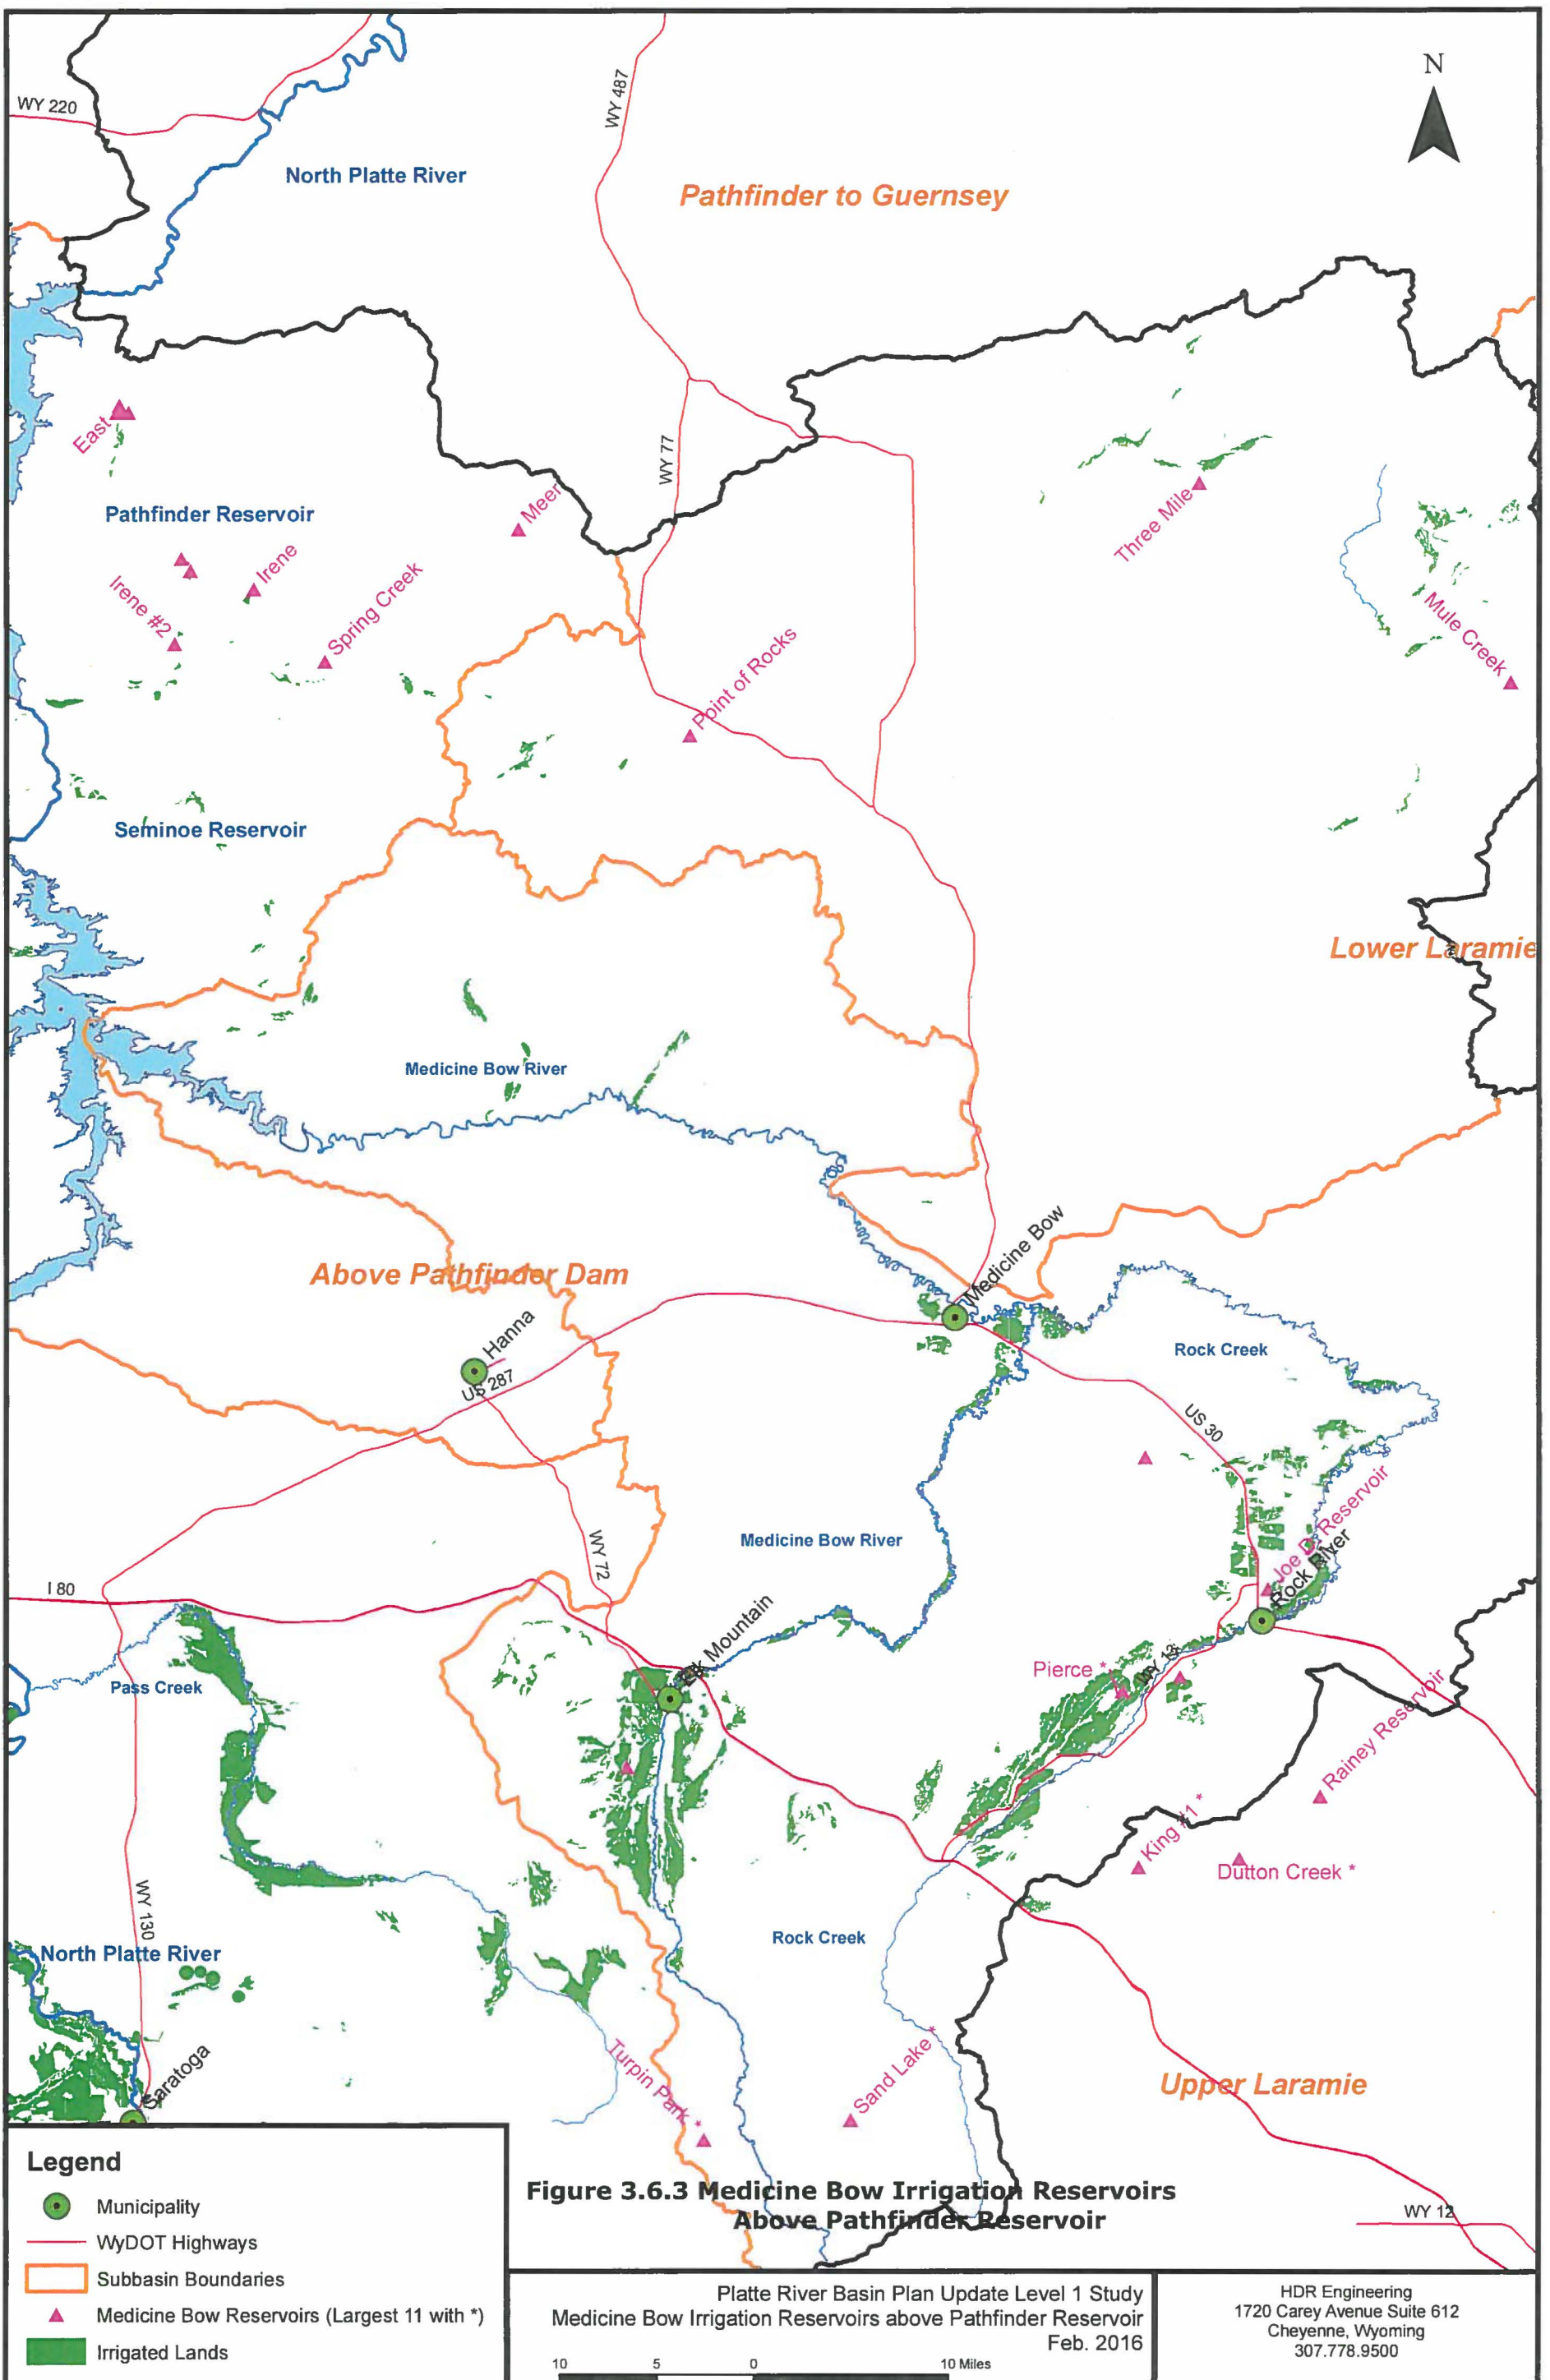 N
WY 220
WY 487
North Platte River
Pathfinder to Guernsey
East
WY 77
Meer
Three Mile
Pathfinder Reservoir
Irene
Irene #2
Spring Creek
Mule Creek
Point of Rocks
Seminoe Reservoir
Lower Laramie
Medicine Bow River
Medicine Bow
Above Pathfinder Dam
Hanna
US 287
Rock Creek
US 30
Joe D. Reservoir
Rock River
WY 72
Medicine Bow River
I 80
Elk Mountain
Pierce *
WY 13
Pass Creek
Rainey Reservoir
King #1 *
Dutton Creek *
WY 130
North Platte River
Rock Creek
Saratoga
Turpin Park *
Sand Lake *
Upper Laramie
WY 12
Figure 3.6.3 Medicine Bow Irrigation Reservoirs
Above Pathfinder Reservoir
Legend
Municipality
WyDOT Highways
Subbasin Boundaries
Medicine Bow Reservoirs (Largest 11 with *)
Irrigated Lands
Platte River Basin Plan Update Level 1 Study
Medicine Bow Irrigation Reservoirs above Pathfinder Reservoir
Feb. 2016
10 5 0 10 Miles
HDR Engineering
1720 Carey Avenue Suite 612
Cheyenne, Wyoming
307.778.9500